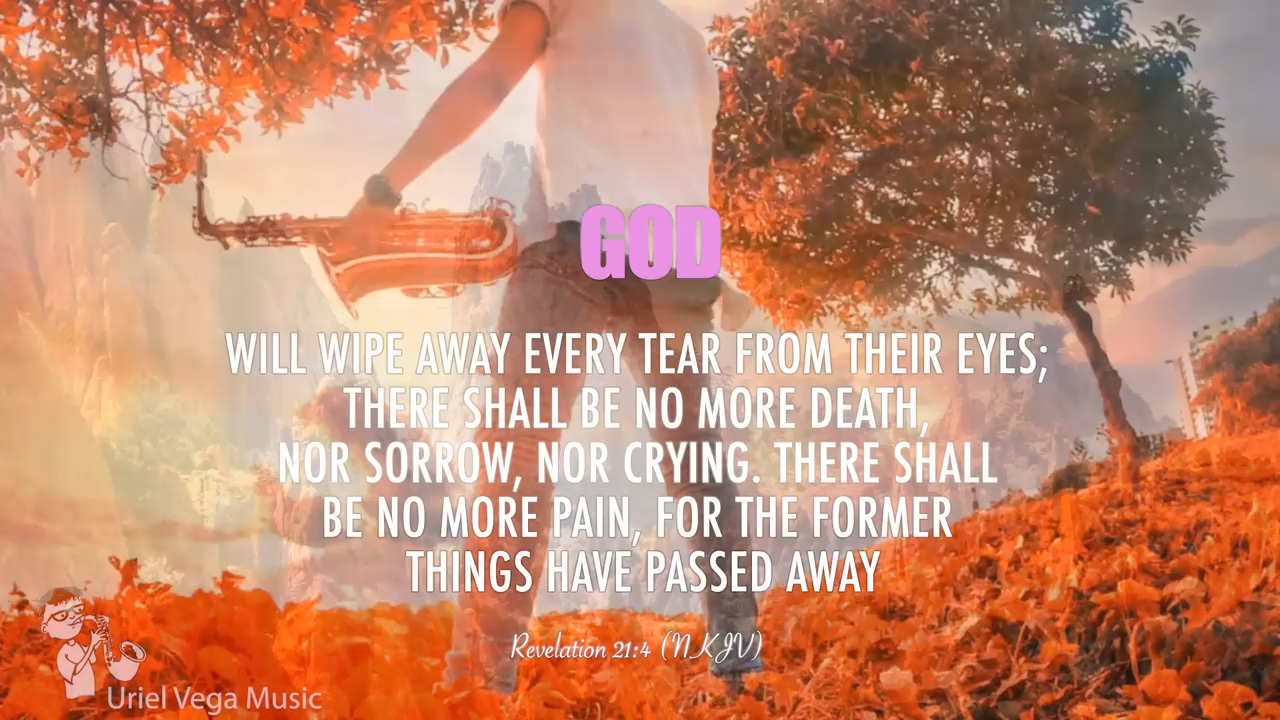 GOD
WILL WIPE AWAY EVERY TEAR FROM THEIR EYES;
THERE SHALL BE NO MORE DEATH,
NOR SORROW, NOR CRYING. THERE SHALL
BE NO MORE PAIN, FOR THE FORMER
THINGS HAVE PASSED AWAY
Revelation 21:4 (NKJV)
Uriel Vega Music